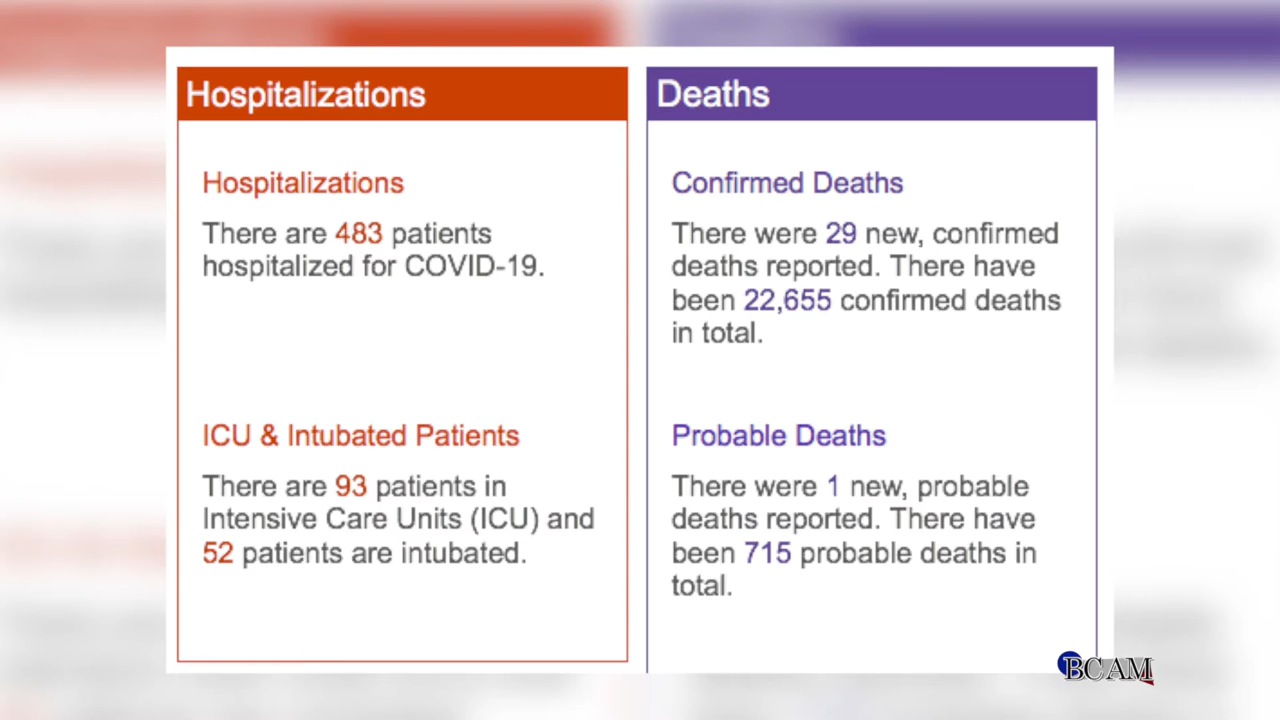 Hospitalizations
Hospitalizations
There are 483 patients
hospitalized for COVID-19.
ICU & Intubated Patients
There are 93 patients in
Intensive Care Units (ICU) and
52 patients are intubated.
Deaths
Confirmed Deaths
There were 29 new, confirmed
deaths reported. There have
been 22,655 confirmed deaths
in total.
Probable Deaths
There were 1 new, probable
deaths reported. There have
been 715 probable deaths in
total.
BCAM